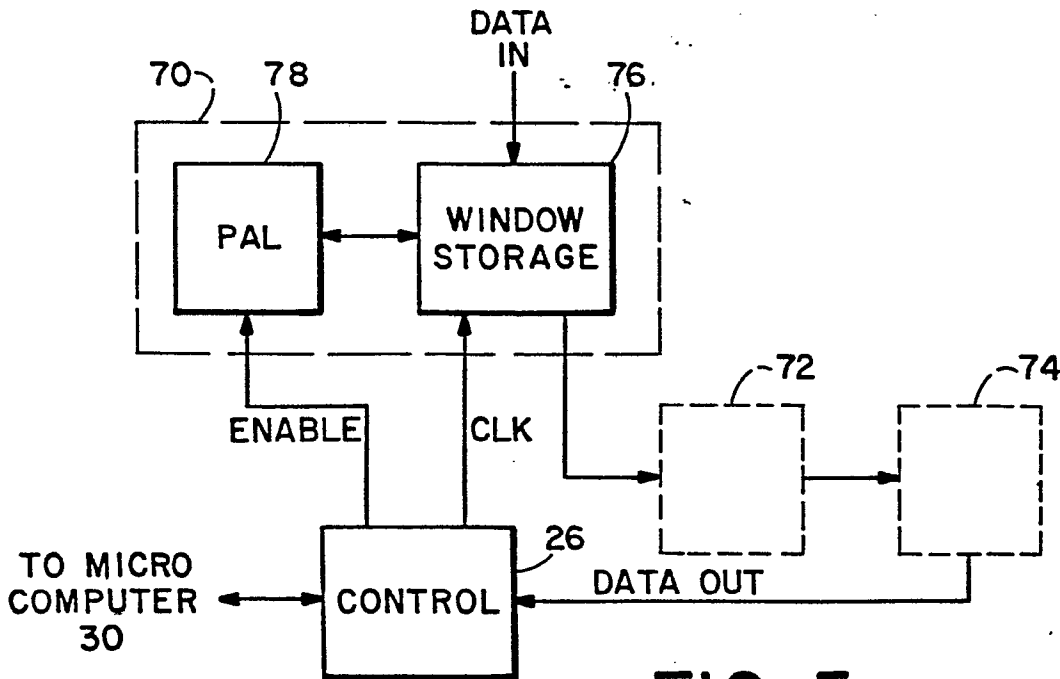 DATA
IN
70
78
76
PAL
WINDOW
STORAGE
72
74
ENABLE
CLK
26
TO MICRO
COMPUTER
30
CONTROL
DATA OUT